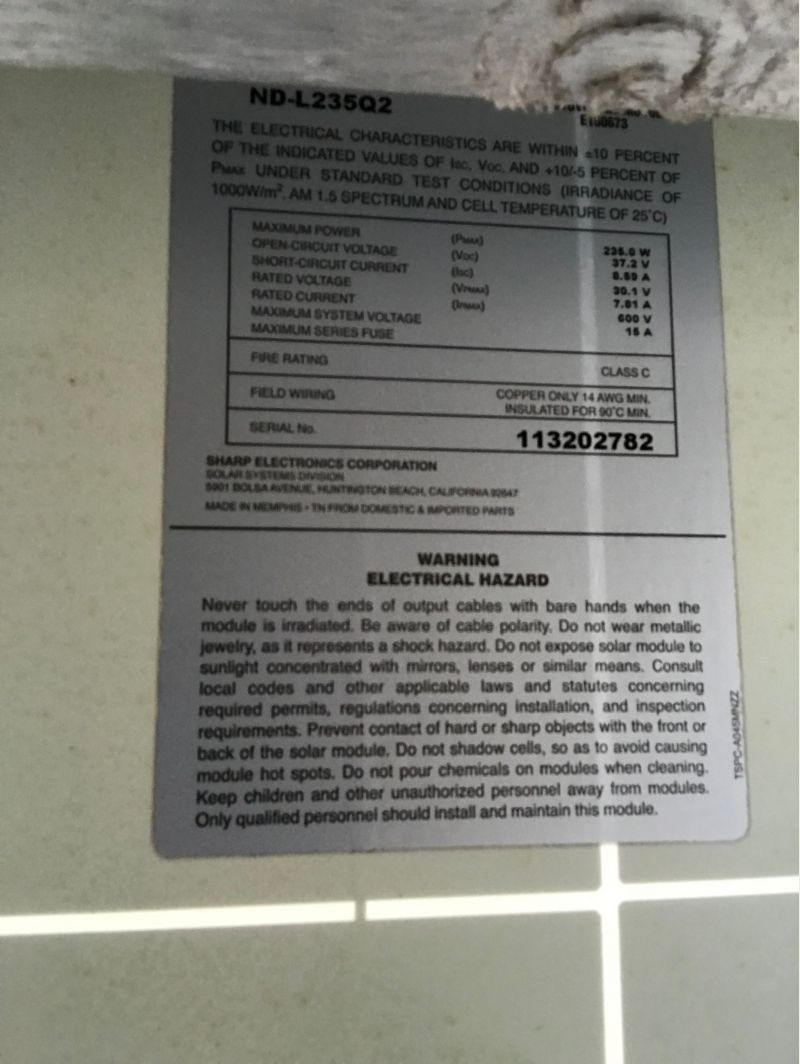 ND-L235Q2
THE ELECTRICAL CHARACTERISTICS ARE WITHIN ±10 PERCENT
OF THE INDICATED VALUES OF Isc, Voc, AND +10/-5 PERCENT OF
PMAX UNDER STANDARD TEST CONDITIONS (IRRADIANCE OF
1000W/m², AM 1.5 SPECTRUM AND CELL TEMPERATURE OF 25°C)
MAXIMUM POWER (PMAX) 235.0 W
OPEN-CIRCUIT VOLTAGE (Voc) 37.2 V
SHORT-CIRCUIT CURRENT (Isc) 8.59 A
RATED VOLTAGE (VPMAX) 30.1 V
RATED CURRENT (IPMAX) 7.81 A
MAXIMUM SYSTEM VOLTAGE 600 V
MAXIMUM SERIES FUSE 15 A
FIRE RATING CLASS C
FIELD WIRING COPPER ONLY 14 AWG MIN.
INSULATED FOR 90°C MIN.
SERIAL No. 113202782
SHARP ELECTRONICS CORPORATION
SOLAR SYSTEMS DIVISION
5901 BOLSA AVENUE, HUNTINGTON BEACH, CALIFORNIA 92647
MADE IN MEMPHIS • TN FROM DOMESTIC & IMPORTED PARTS
WARNING
ELECTRICAL HAZARD
Never touch the ends of output cables with bare hands when the
module is irradiated. Be aware of cable polarity. Do not wear metallic
jewelry, as it represents a shock hazard. Do not expose solar module to
sunlight concentrated with mirrors, lenses or similar means. Consult
local codes and other applicable laws and statutes concerning
required permits, regulations concerning installation, and inspection
requirements. Prevent contact of hard or sharp objects with the front or
back of the solar module. Do not shadow cells, so as to avoid causing
module hot spots. Do not pour chemicals on modules when cleaning.
Keep children and other unauthorized personnel away from modules.
Only qualified personnel should install and maintain this module.
TSPC-A045MNZZ